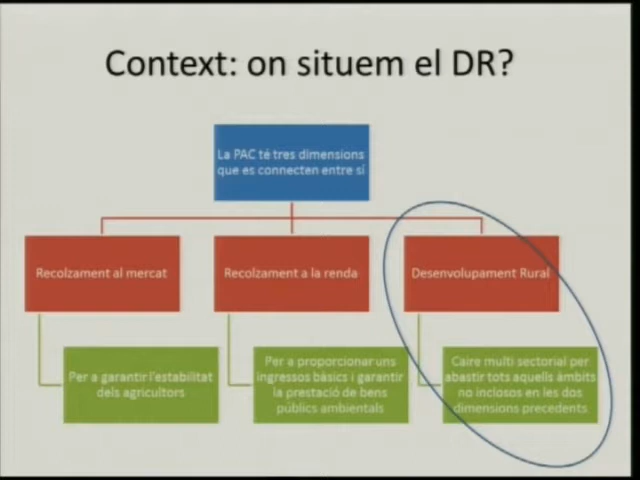 Context: on situem el DR?
La PAC té tres dimensions
que es connecten entre sí
Recolzament al mercat
Recolzament a la renda
Desenvolupament Rural
Per a garantir l'estabilitat
dels agricultors
Per a proporcionar uns
ingressos bàsics i garantir
la prestació de bens
públics ambientals
Caire multi sectorial per
abastir tots aquells àmbits
no inclosos en les dos
dimensions precedents